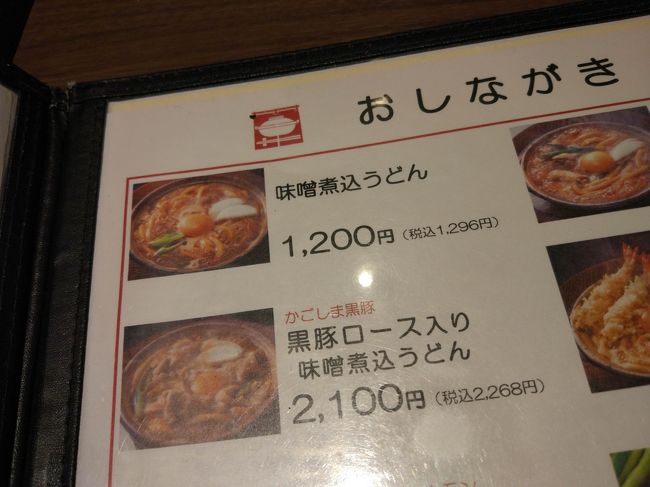 おしながき
味噌煮込うどん
1,200円（税込1,296円）
かごしま黒豚
黒豚ロース入り
味噌煮込うどん
2,100円（税込2,268円）